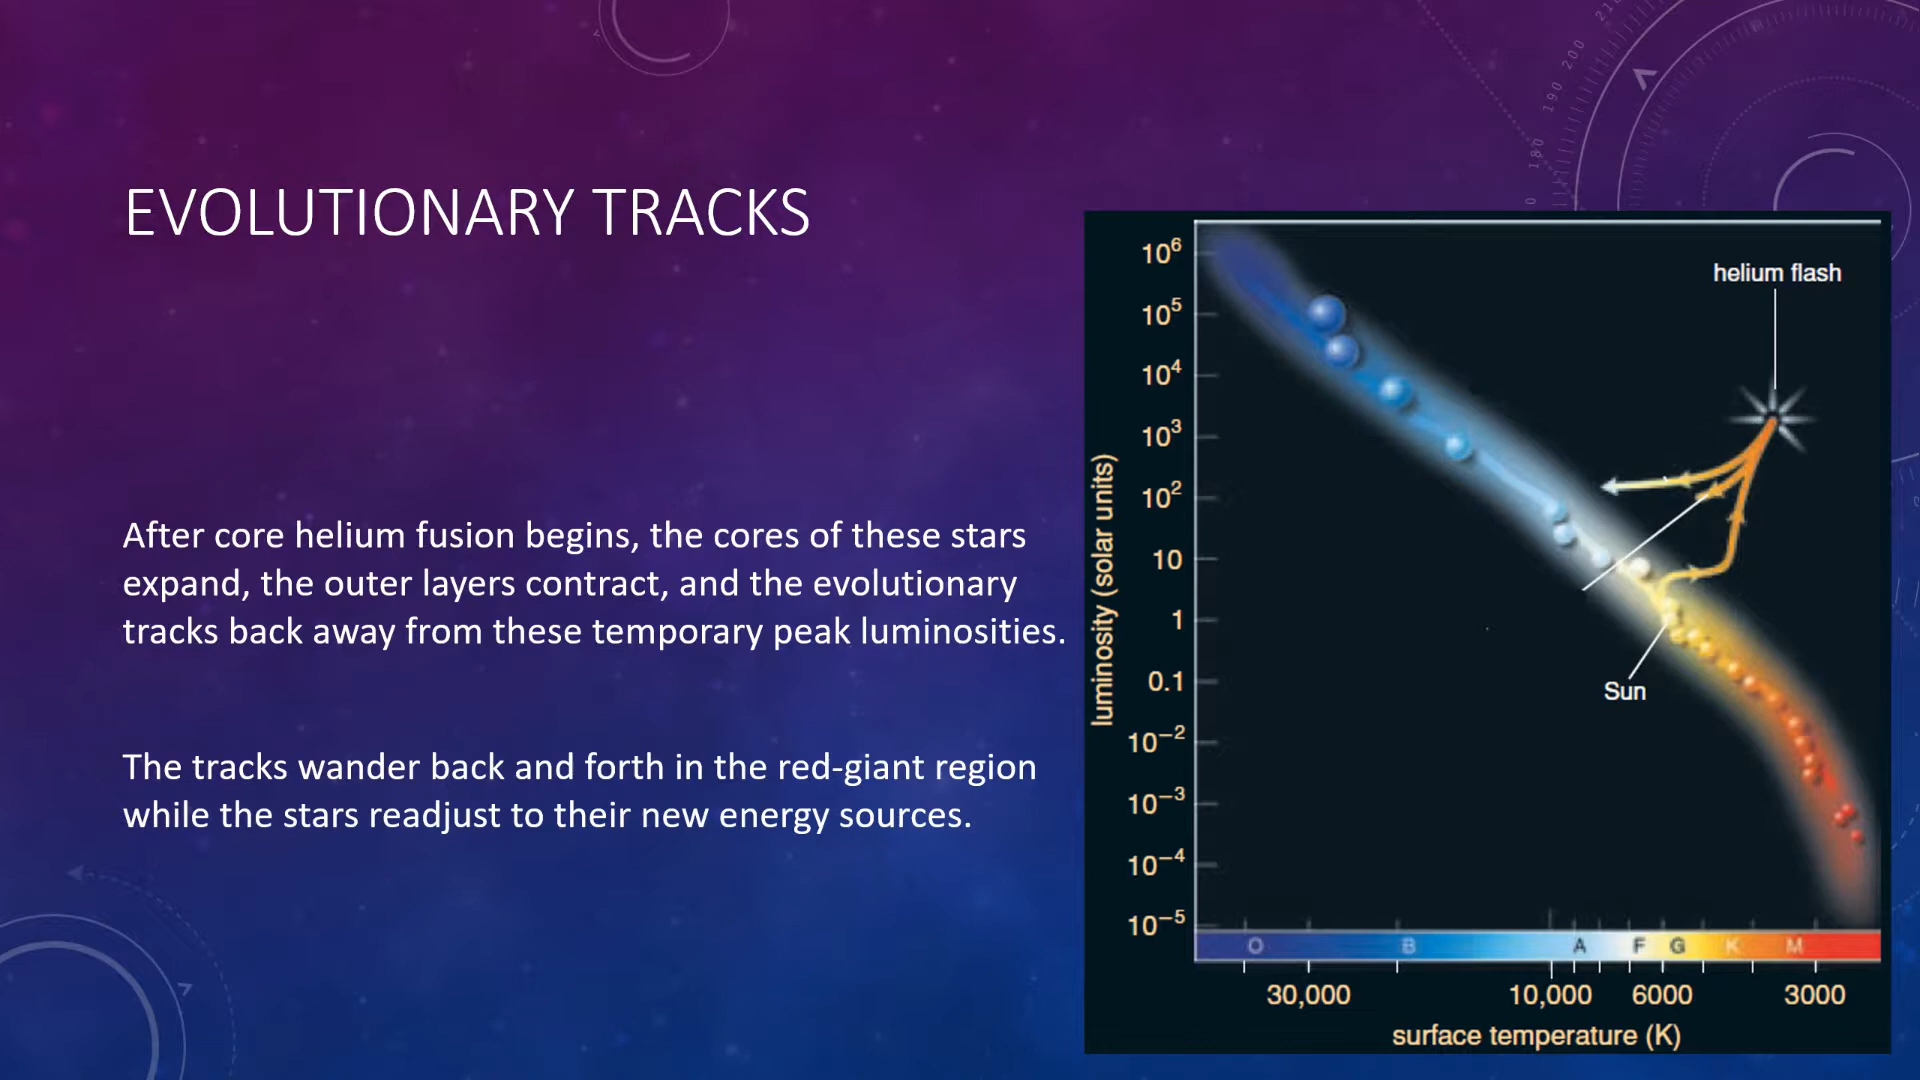 EVOLUTIONARY TRACKS
After core helium fusion begins, the cores of these stars
expand, the outer layers contract, and the evolutionary
tracks back away from these temporary peak luminosities.
The tracks wander back and forth in the red-giant region
while the stars readjust to their new energy sources.
210
200
190
180
luminosity (solar units)
10⁶
10⁵
10⁴
10³
10²
10
1
0.1
10⁻²
10⁻³
10⁻⁴
10⁻⁵
helium flash
Sun
O B A F G K M
30,000 10,000 6000 3000
surface temperature (K)